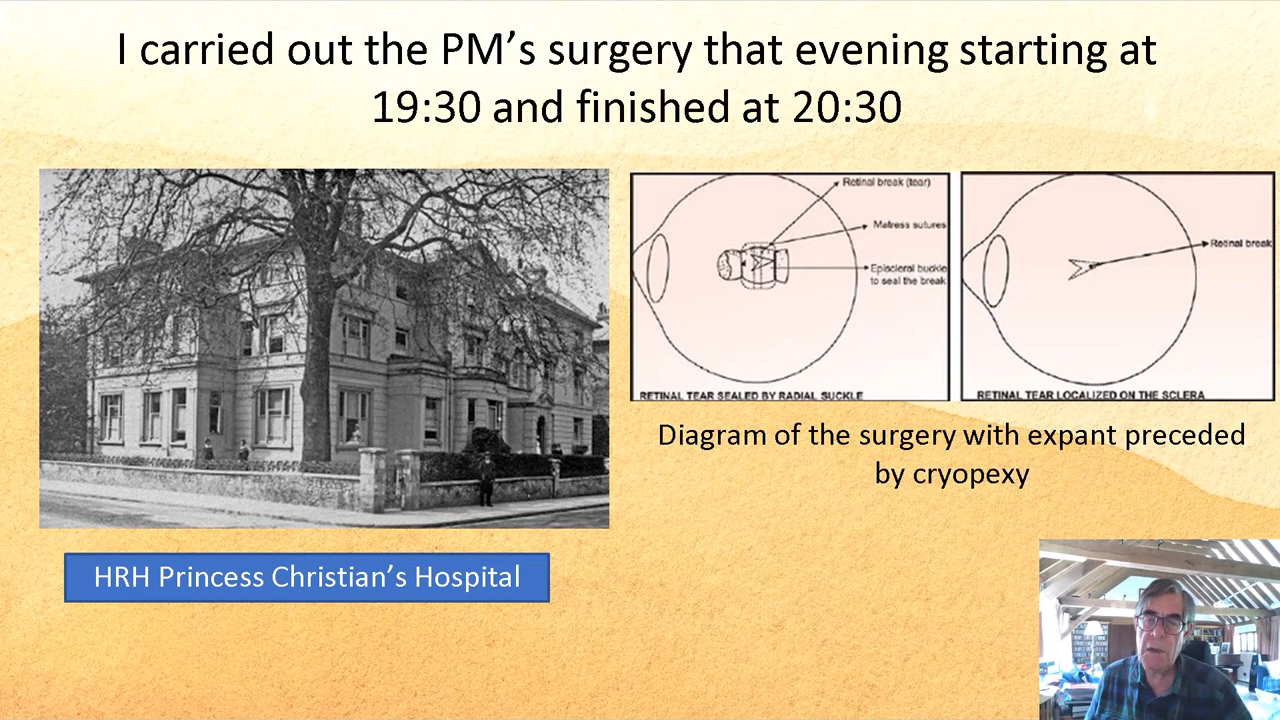 I carried out the PM’s surgery that evening starting at
19:30 and finished at 20:30
Retinal break (tear)
Matress sutures
Episcleral buckle
to seal the break
RETINAL TEAR SEALED BY RADIAL SUCKLE
Retinal break
RETINAL TEAR LOCALIZED ON THE SCLERA
Diagram of the surgery with expant preceded
by cryopexy
HRH Princess Christian’s Hospital